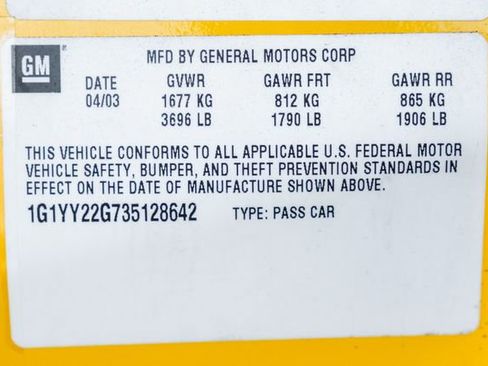 GM
MFD BY GENERAL MOTORS CORP
DATE GVWR GAWR FRT GAWR RR
04/03 1677 KG 812 KG 865 KG
3696 LB 1790 LB 1906 LB
THIS VEHICLE CONFORMS TO ALL APPLICABLE U.S. FEDERAL MOTOR
VEHICLE SAFETY, BUMPER, AND THEFT PREVENTION STANDARDS IN
EFFECT ON THE DATE OF MANUFACTURE SHOWN ABOVE.
1G1YY22G735128642 TYPE: PASS CAR